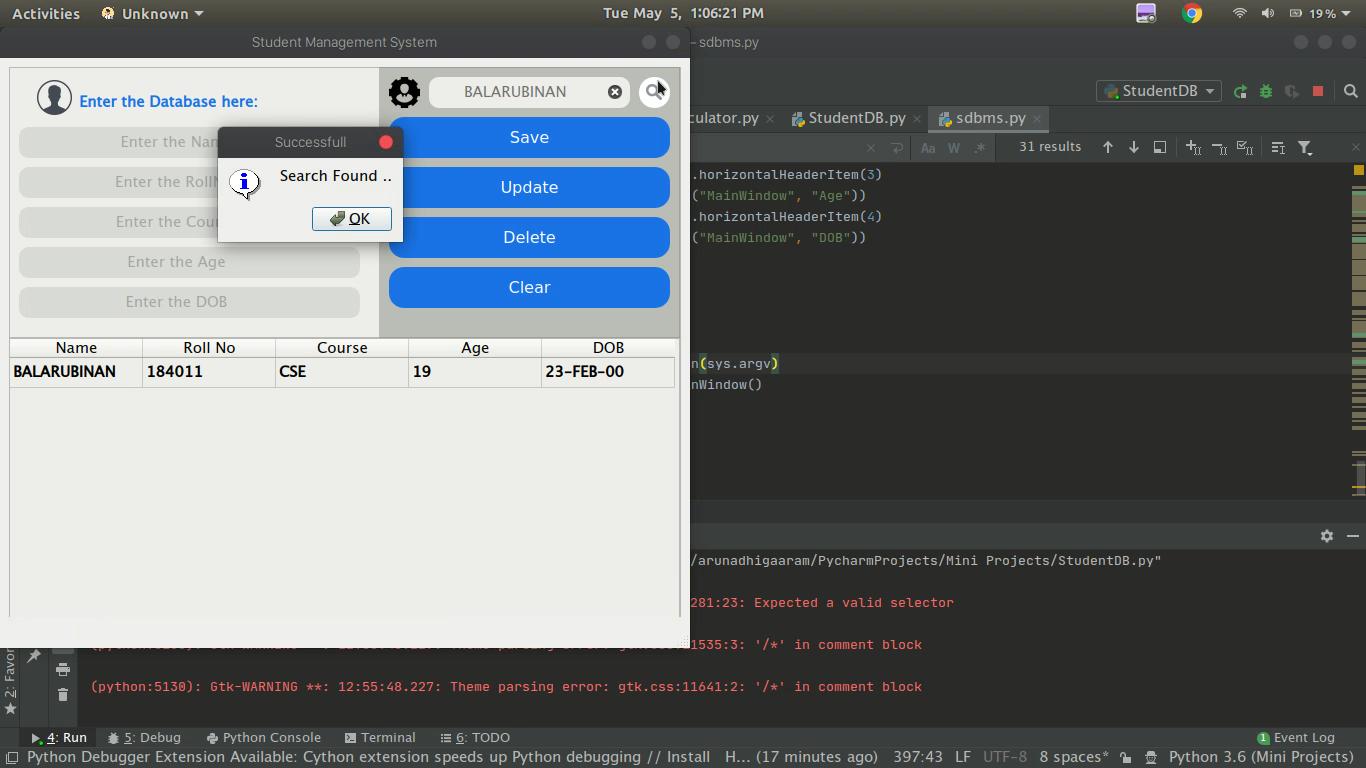 Activities Unknown Tue May 5, 1:06:21 PM 19%
Student Management System
– sdbms.py
Enter the Database here:
BALARUBINAN
StudentDB
culator.py StudentDB.py sdbms.py
Enter the Nam
Successfull
Save
Aa W .* 31 results
Search Found ..
.horizontalHeaderItem(3)
Enter the Roll
Update
("MainWindow", "Age"))
OK
.horizontalHeaderItem(4)
Enter the Cour
Delete
("MainWindow", "DOB"))
Enter the Age
Clear
Enter the DOB
Name Roll No Course Age DOB
BALARUBINAN 184011 CSE 19 23-FEB-00
n(sys.argv)
nWindow()
/arunadhigaaram/PycharmProjects/Mini Projects/StudentDB.py"
281:23: Expected a valid selector
1535:3: '/*' in comment block
(python:5130): Gtk-WARNING **: 12:55:48.227: Theme parsing error: gtk.css:11641:2: '/*' in comment block
2: Favor
4: Run 5: Debug Python Console Terminal 6: TODO 1 Event Log
Python Debugger Extension Available: Cython extension speeds up Python debugging // Install H... (17 minutes ago) 397:43 LF UTF-8 8 spaces* Python 3.6 (Mini Projects)